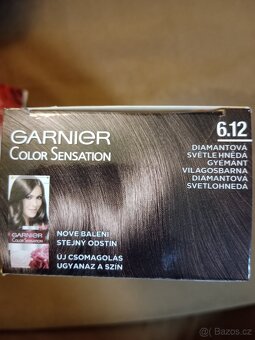 GARNIER
COLOR SENSATION
6.12
DIAMANTOVÁ
SVĚTLE HNĚDÁ
GYÉMÁNT
VILÁGOSBARNA
DIAMANTOVÁ
SVETLOHNEDÁ
GARNIER
COLOR SENSATION
NOVÉ BALENÍ
STEJNÝ ODSTÍN
ÚJ CSOMAGOLÁS
UGYANAZ A SZÍN
Bazoš.cz